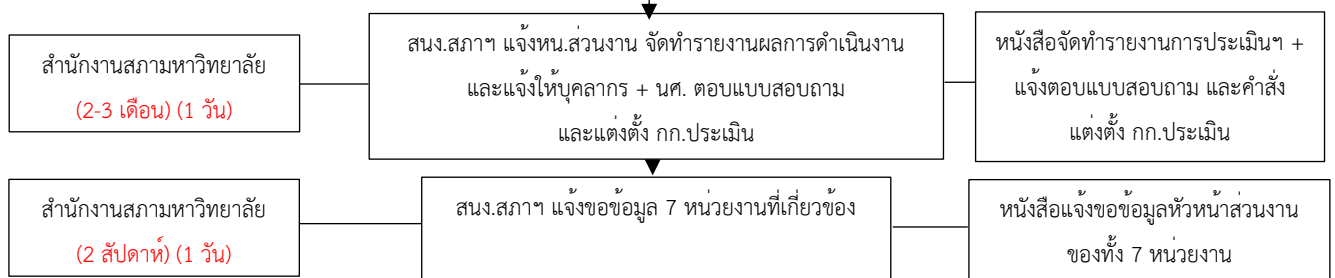 สำนักงานสภามหาวิทยาลัย
(2-3 เดือน) (1 วัน)
สนง.สภาฯ แจ้งหน.ส่วนงาน จัดทำรายงานผลการดำเนินงาน
และแจ้งให้บุคลากร + นศ. ตอบแบบสอบถาม
และแต่งตั้ง กก.ประเมิน
หนังสือจัดทำรายงานการประเมินฯ +
แจ้งตอบแบบสอบถาม และคำสั่ง
แต่งตั้ง กก.ประเมิน
สำนักงานสภามหาวิทยาลัย
(2 สัปดาห์) (1 วัน)
สนง.สภาฯ แจ้งขอข้อมูล 7 หน่วยงานที่เกี่ยวข้อง
หนังสือแจ้งขอข้อมูลหัวหน้าส่วนงาน
ของทั้ง 7 หน่วยงาน